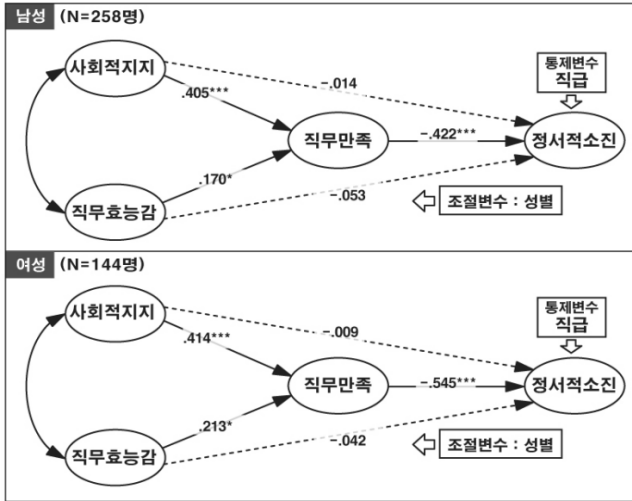 남성 (N=258명)
사회적지지
통제변수
직급
-.014
.405***
직무만족
-.422***
정서적소진
.170*
-.053
직무효능감
조절변수 : 성별
여성 (N=144명)
사회적지지
통제변수
직급
-.009
.414***
직무만족
-.545***
정서적소진
.213*
-.042
직무효능감
조절변수 : 성별